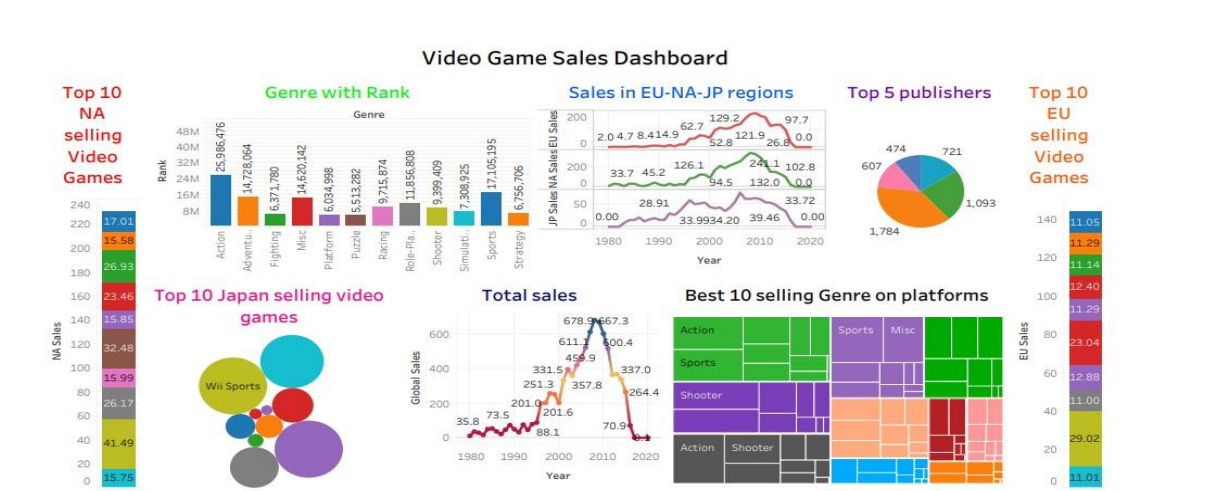 Video Game Sales Dashboard
Top 10
NA
selling
Video
Games
NA Sales
240
220
200
180
160
140
120
100
80
60
40
20
0
17.01
15.58
26.93
23.46
15.85
32.48
15.99
26.17
41.49
15.75
Genre with Rank
Genre
Rank
48M
40M
32M
24M
16M
8M
25,986,476
14,728,064
6,371,780
14,620,142
6,034,998
5,513,282
9,715,874
11,856,808
9,399,409
7,308,925
17,105,195
6,756,706
Action
Adventu..
Fighting
Misc
Platform
Puzzle
Racing
Role-Pla..
Shooter
Simulati..
Sports
Strategy
Sales in EU-NA-JP regions
EU Sales
200
0
2.0 4.7 8.4 14.9 62.7 129.2 52.8 121.9 26.8 97.7 0.0
NA Sales
200
0
33.7 45.2 126.1 94.5 241.1 132.0 102.8 0.0
JP Sales
50
0
0.00 28.91 33.99 34.20 39.46 33.72 0.00
1980 1990 2000 2010 2020
Year
Top 5 publishers
474
721
607
1,093
1,784
Top 10
EU
selling
Video
Games
EU Sales
140
120
100
80
60
40
20
0
11.05
11.29
11.14
12.40
11.29
23.04
12.88
11.00
29.02
11.01
Top 10 Japan selling video
games
Wii Sports
Total sales
Global Sales
600
400
200
0
678.9 667.3
611.1 600.4
459.9
331.5 337.0
251.3 357.8 264.4
201.0 201.6
35.8 73.5 88.1 70.9
1980 1990 2000 2010 2020
Year
Best 10 selling Genre on platforms
Action
Sports
Shooter
Action Shooter
Sports Misc